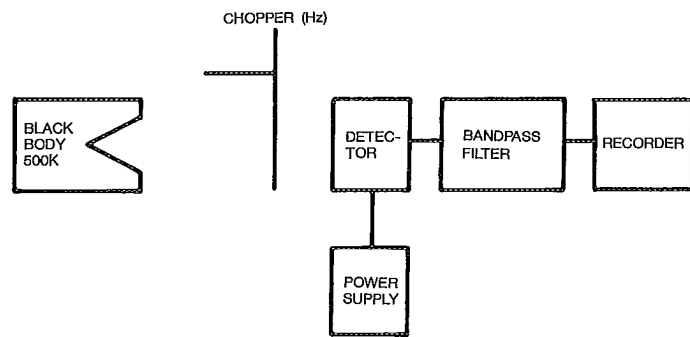 CHOPPER (Hz)
BLACK
BODY
500K
DETEC-
TOR
BANDPASS
FILTER
RECORDER
POWER
SUPPLY